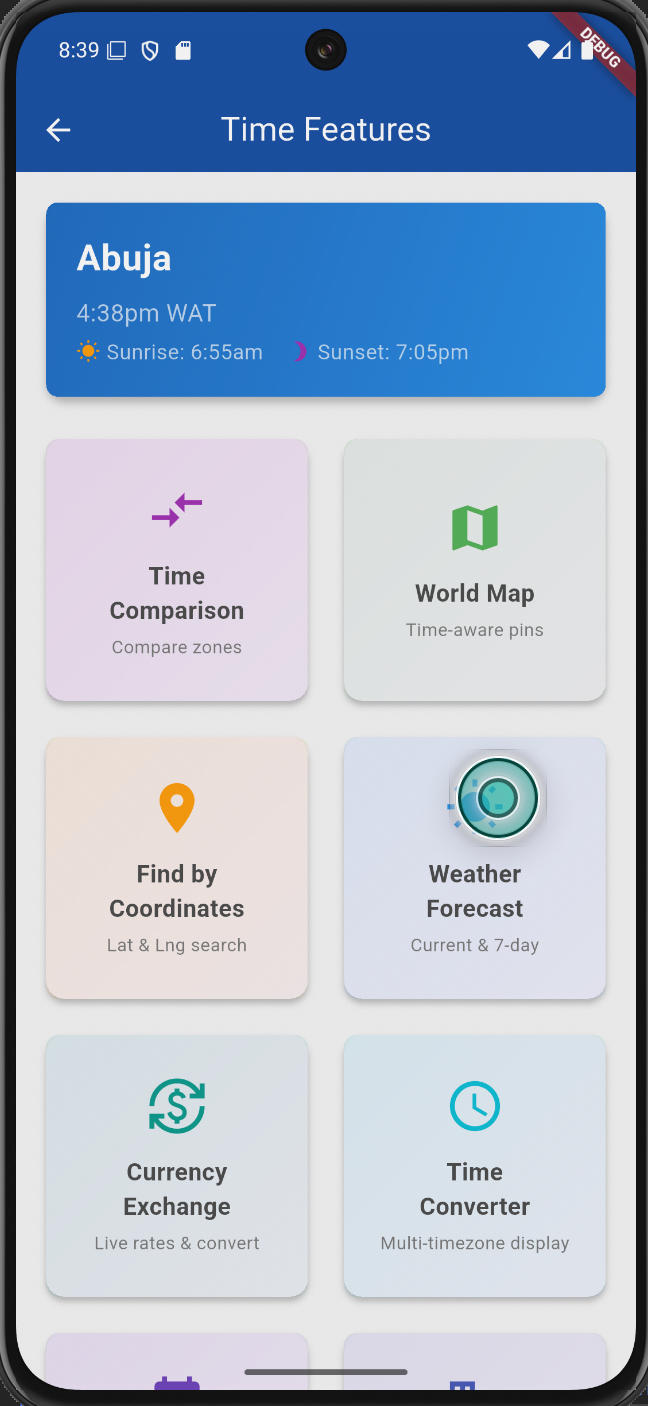 8:39
DEBUG
Time Features
Abuja
4:38pm WAT
Sunrise: 6:55am Sunset: 7:05pm
Time
Comparison
Compare zones
World Map
Time-aware pins
Find by
Coordinates
Lat & Lng search
Weather
Forecast
Current & 7-day
Currency
Exchange
Live rates & convert
Time
Converter
Multi-timezone display